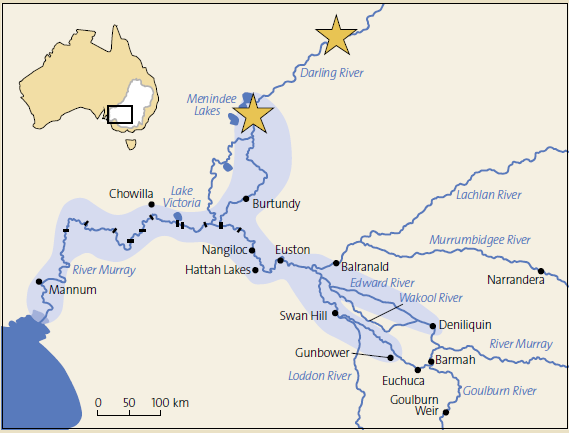 Darling River
Menindee
Lakes
Chowilla
Lake
Victoria
Burtundy
Lachlan River
Nangiloc
Euston
Murrumbidgee River
Hattah Lakes
Balranald
River Murray
Edward River
Narrandera
Mannum
Wakool River
Swan Hill
Deniliquin
River Murray
Gunbower
Barmah
Loddon River
Euchuca
Goulburn River
Goulburn
Weir
0 50 100 km